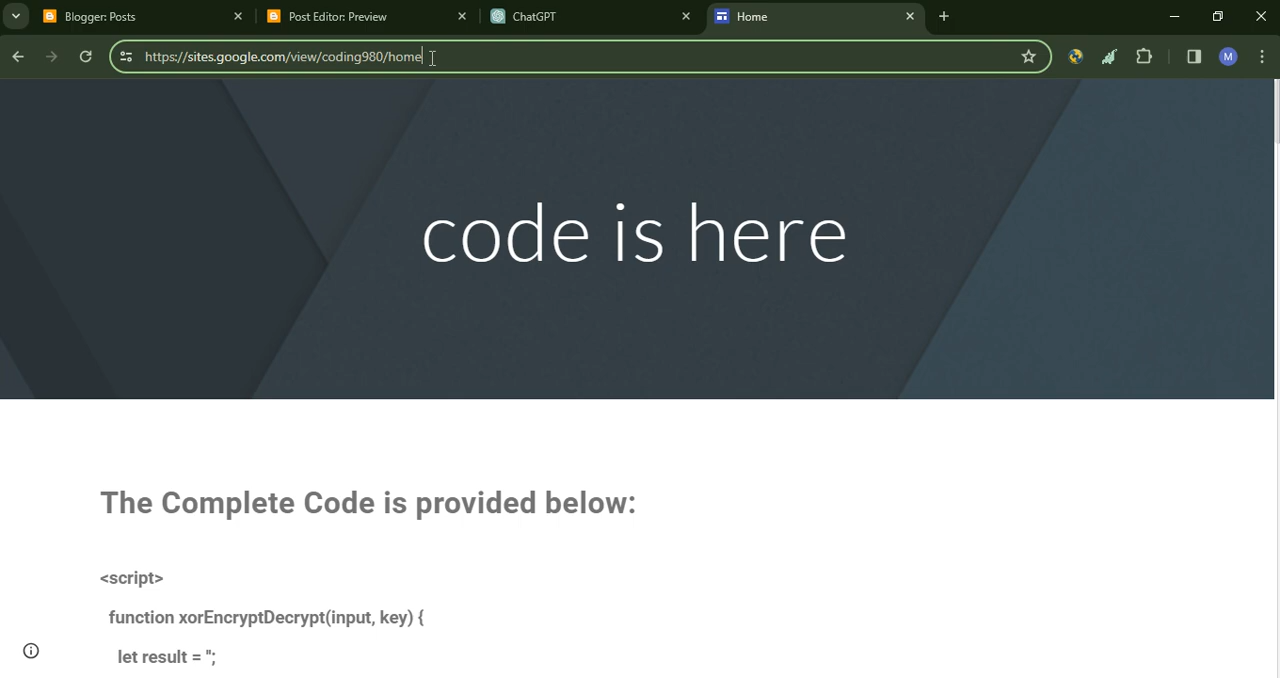 Blogger: Posts
Post Editor: Preview
ChatGPT
Home
https://sites.google.com/view/coding980/home
M
code is here
The Complete Code is provided below:
<script>
function xorEncryptDecrypt(input, key) {
let result = '';